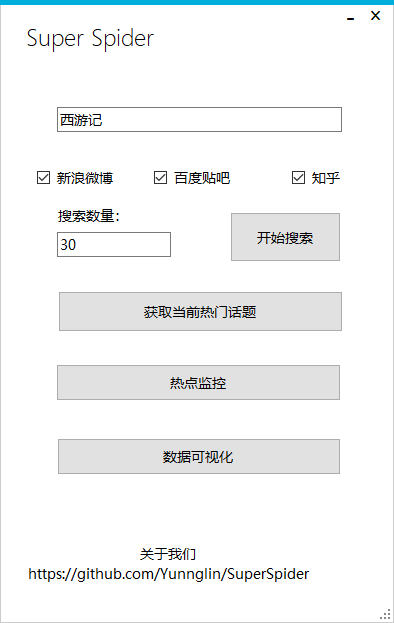 Super Spider
西游记
新浪微博 百度贴吧 知乎
搜索数量：
30
开始搜索
获取当前热门话题
热点监控
数据可视化
关于我们
https://github.com/Yunnglin/SuperSpider